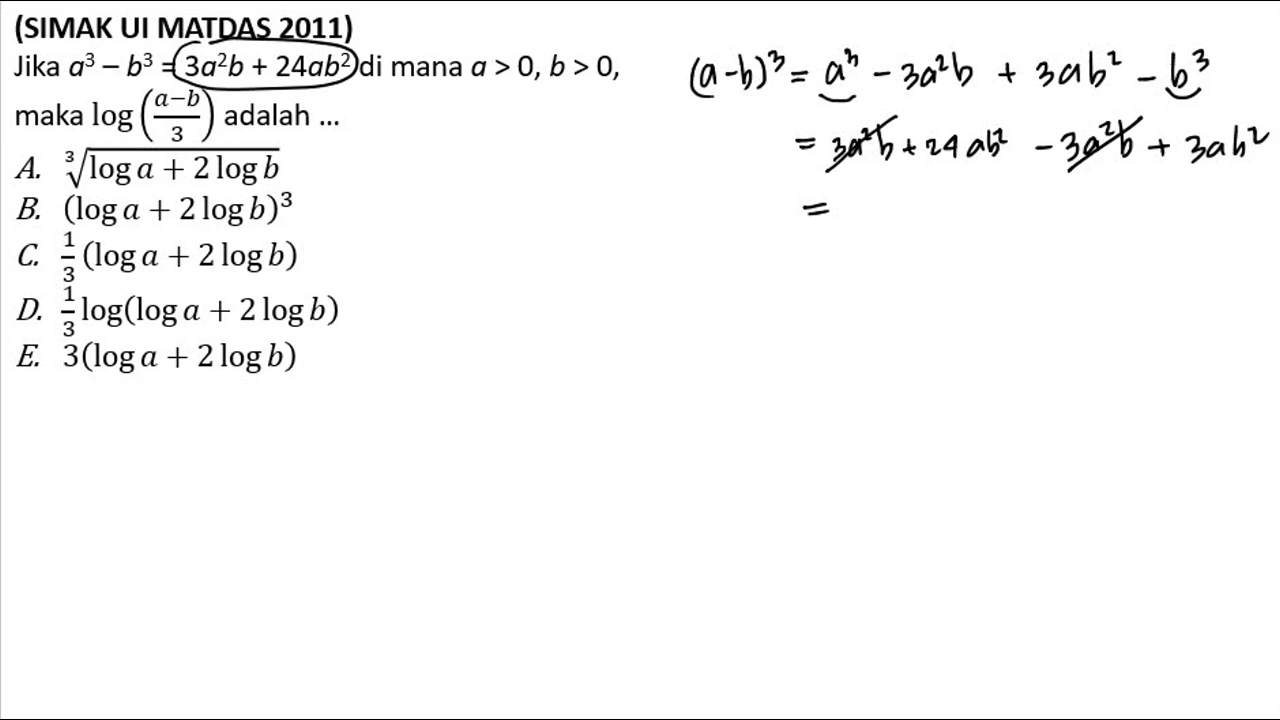 (SIMAK UI MATDAS 2011)
Jika a³ – b³ = 3a²b + 24ab² di mana a > 0, b > 0,
maka log ((a−b)/3) adalah ...
A. ∛(log a + 2 log b)
B. (log a + 2 log b)³
C. 1/3 (log a + 2 log b)
D. 1/3 log(log a + 2 log b)
E. 3(log a + 2 log b)
(a-b)³ = a³ - 3a²b + 3ab² - b³
= 3a²b + 24ab² - 3a²b + 3ab²
=